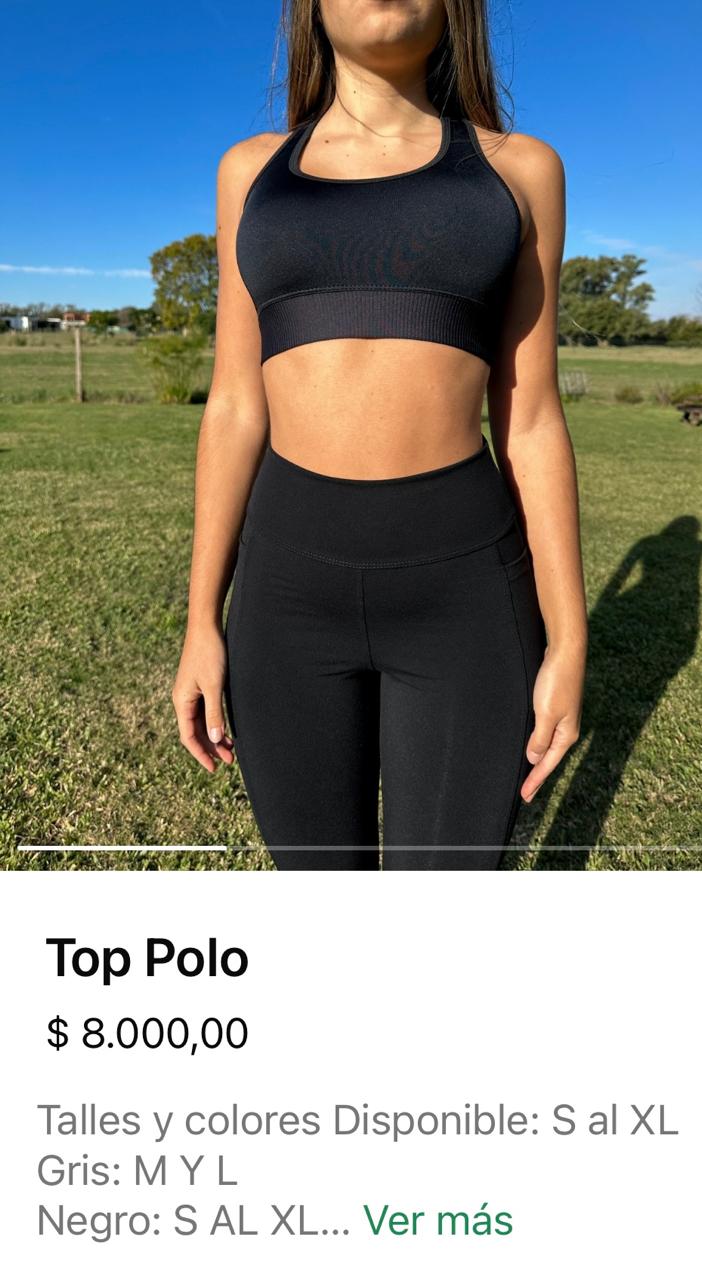 Top Polo
$ 8.000,00
Talles y colores Disponible: S al XL
Gris: M Y L
Negro: S AL XL... Ver más